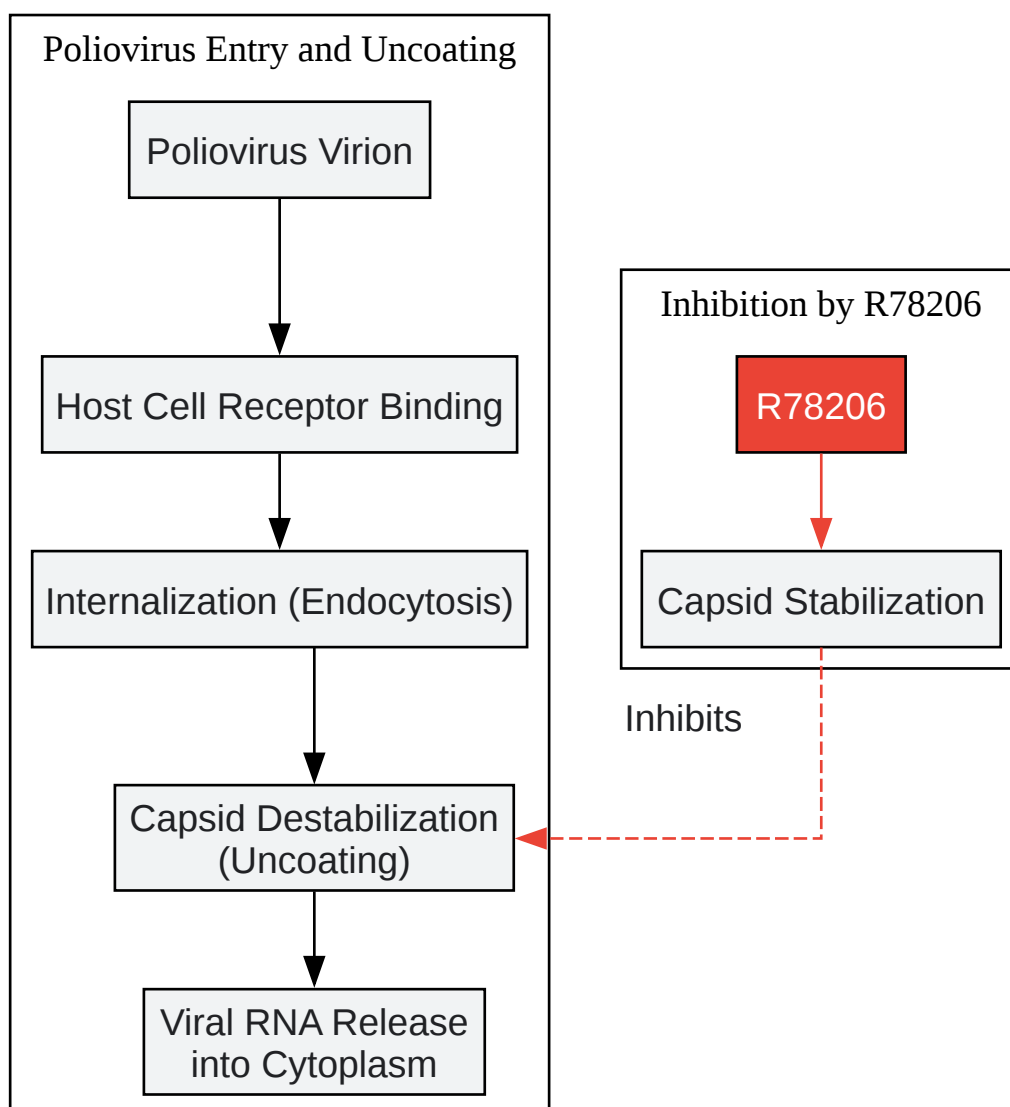 Poliovirus Entry and Uncoating
Poliovirus Virion
Host Cell Receptor Binding
Internalization (Endocytosis)
Capsid Destabilization
(Uncoating)
Viral RNA Release
into Cytoplasm
Inhibition by R78206
R78206
Capsid Stabilization
Inhibits